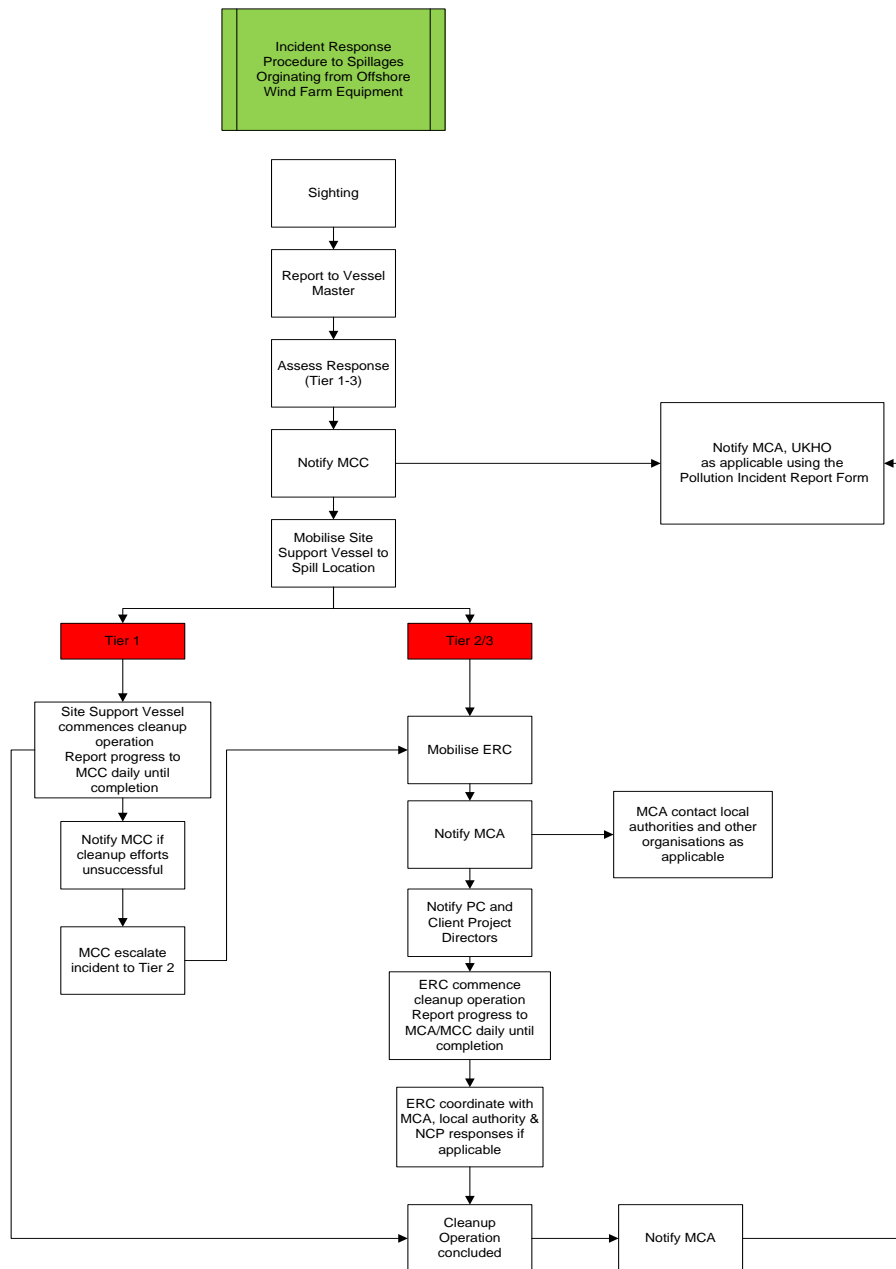 Incident Response
Procedure to Spillages
Orginating from Offshore
Wind Farm Equipment
Sighting
Report to Vessel
Master
Assess Response
(Tier 1-3)
Notify MCC
Notify MCA, UKHO
as applicable using the
Pollution Incident Report Form
Mobilise Site
Support Vessel to
Spill Location
Tier 1
Tier 2/3
Site Support Vessel
commences cleanup
operation
Report progress to
MCC daily until
completion
Notify MCC if
cleanup efforts
unsuccessful
MCC escalate
incident to Tier 2
Mobilise ERC
Notify MCA
MCA contact local
authorities and other
organisations as
applicable
Notify PC and
Client Project
Directors
ERC commence
cleanup operation
Report progress to
MCA/MCC daily until
completion
ERC coordinate with
MCA, local authority &
NCP responses if
applicable
Cleanup
Operation
concluded
Notify MCA